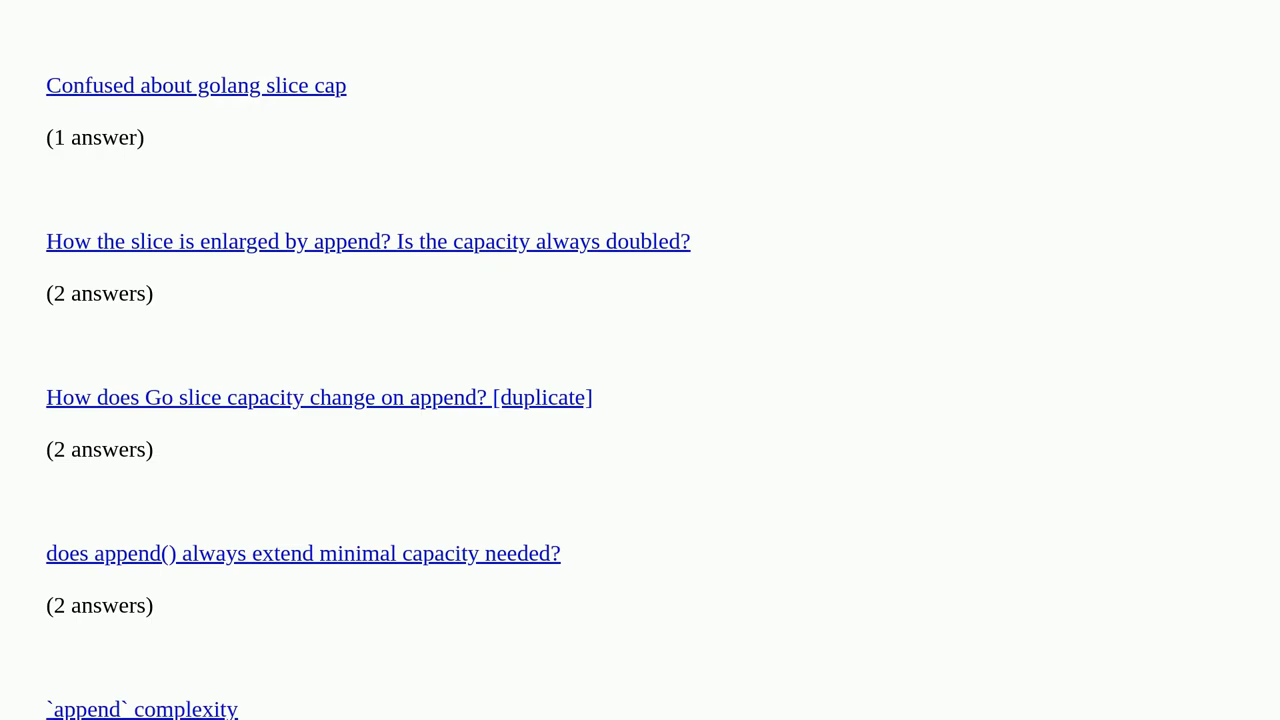 Confused about golang slice cap
(1 answer)
How the slice is enlarged by append? Is the capacity always doubled?
(2 answers)
How does Go slice capacity change on append? [duplicate]
(2 answers)
does append() always extend minimal capacity needed?
(2 answers)
`append` complexity